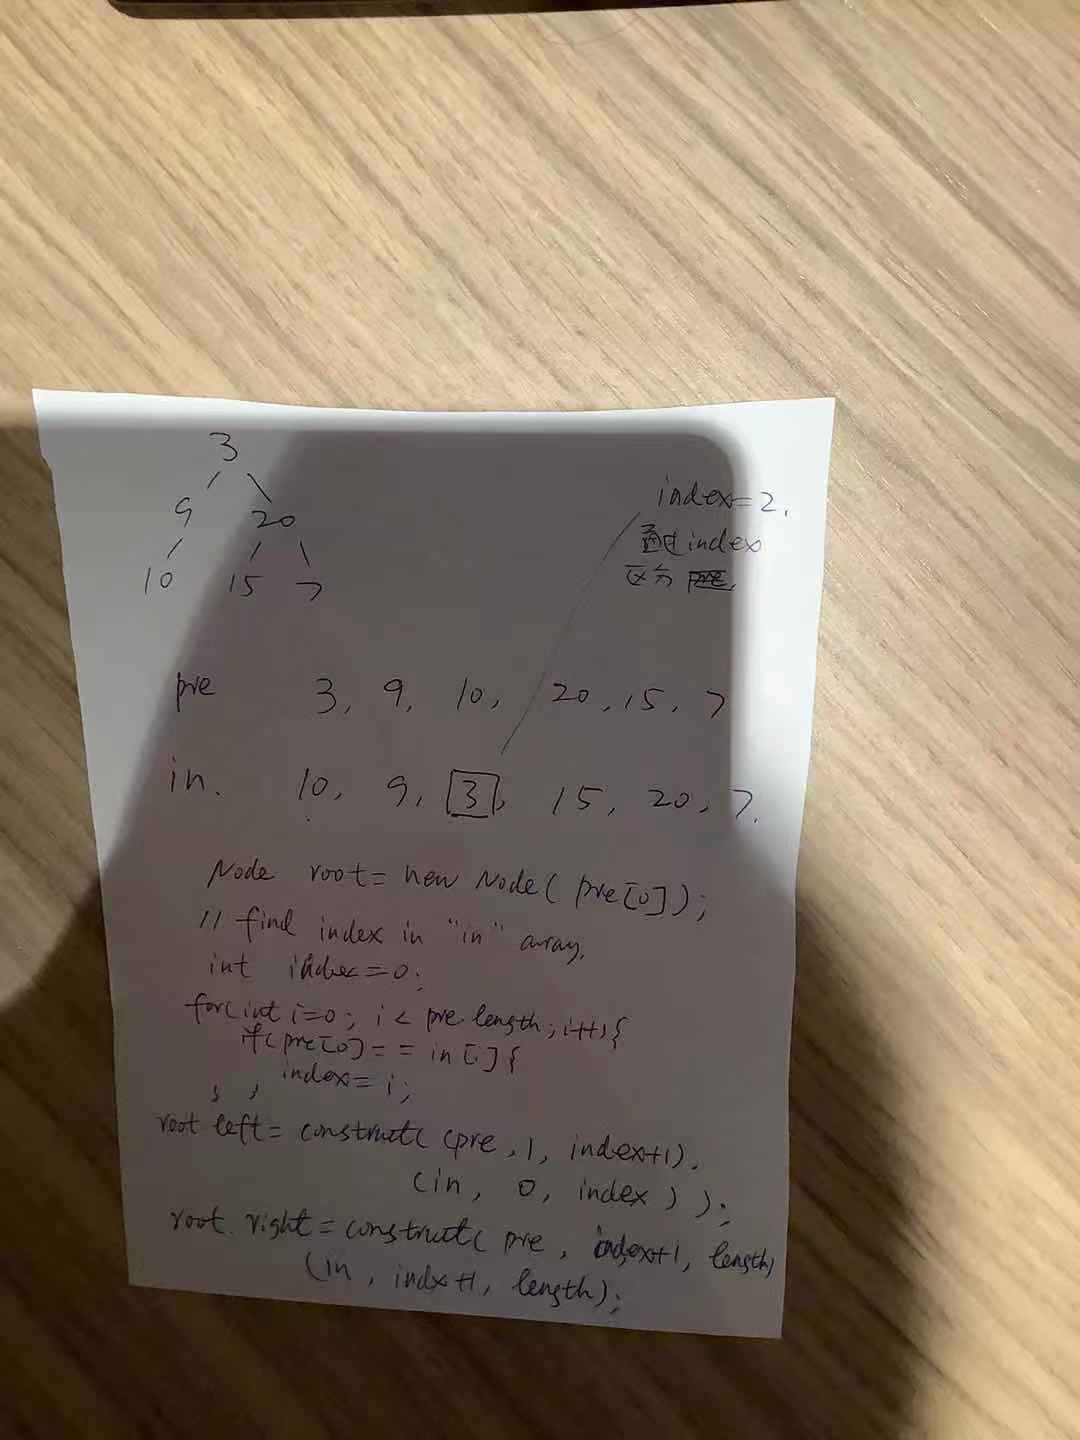 3
9 20
10 15 7
index=2.
通过index
区分
pre 3, 9, 10, 20, 15, 7
in. 10, 9, 3, 15, 20, 7.
Node root = new Node( pre[0]);
// find index in "in" array.
int index=0;
for(int i=0; i < pre.length; i++){
if(pre[0]== in[i]{
index=i;
root left= construct( (pre, 1, index+1),
(in, 0, index ) );
root. right = construct( pre, index+1, length)
(in, indx+1, length);